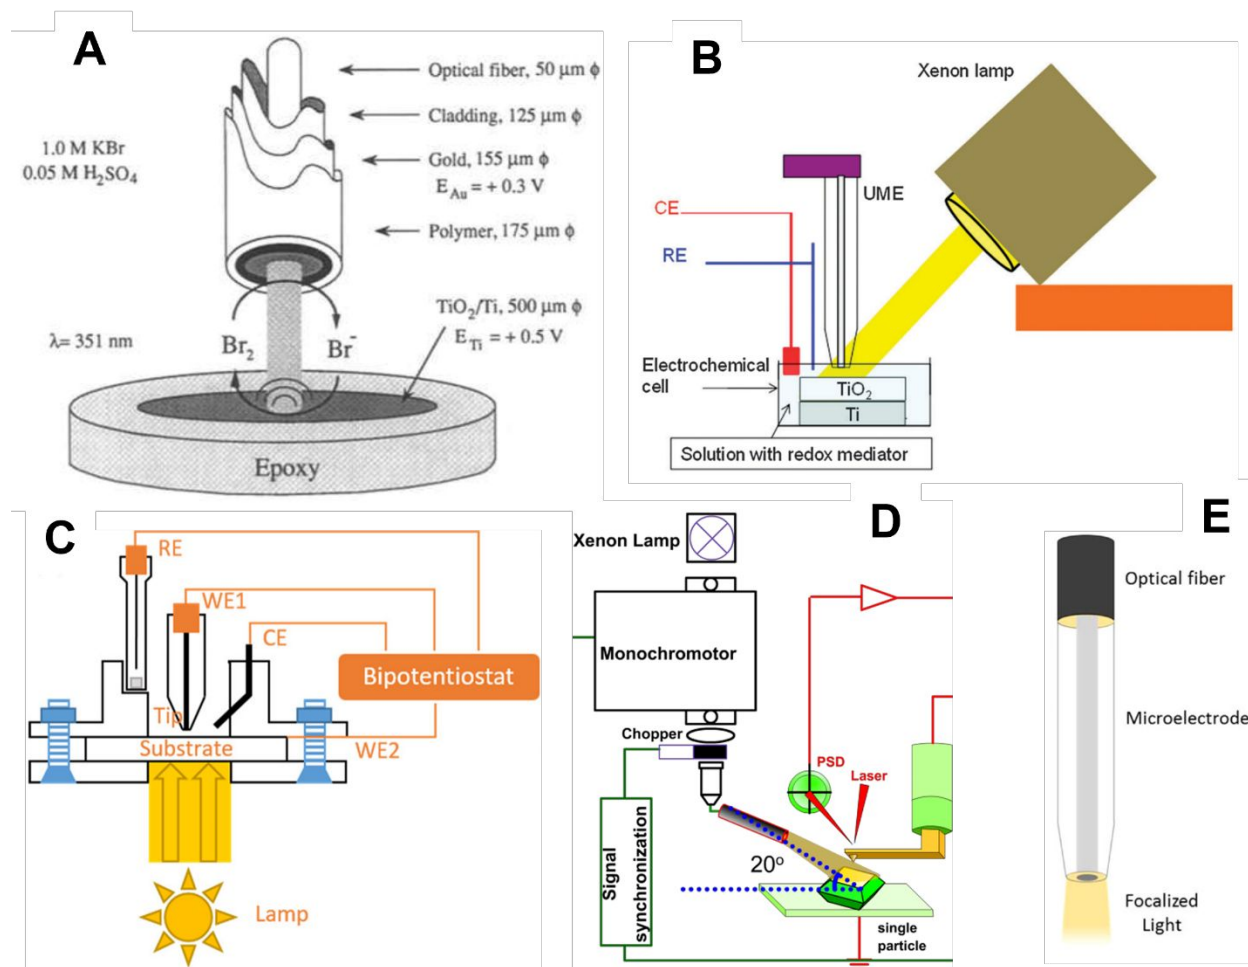 A
Optical fiber, 50 μm ϕ
Cladding, 125 μm ϕ
1.0 M KBr
0.05 M H₂SO₄
Gold, 155 μm ϕ
E_Au = + 0.3 V
Polymer, 175 μm ϕ
TiO₂/Ti, 500 μm ϕ
E_Ti = + 0.5 V
λ= 351 nm
Br₂
Br⁻
Epoxy
B
Xenon lamp
UME
CE
RE
Electrochemical
cell
TiO₂
Ti
Solution with redox mediator
C
RE
WE1
CE
Bipotentiostat
Tip
Substrate
WE2
Lamp
D
Xenon Lamp
Monochromotor
Chopper
PSD
Laser
20°
Signal
synchronization
single
particle
E
Optical fiber
Microelectrode
Focalized
Light